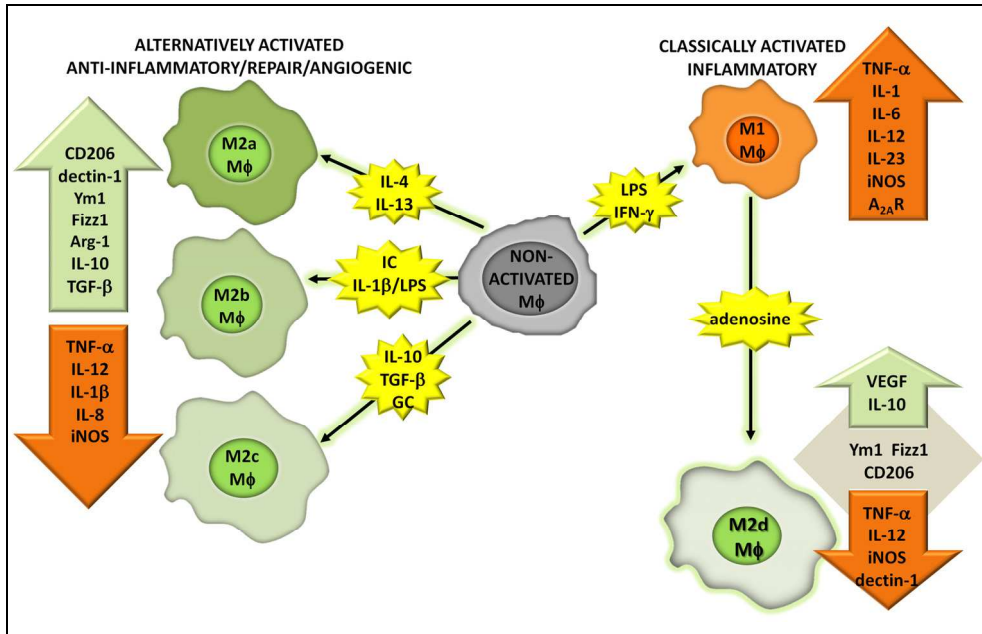 ALTERNATIVELY ACTIVATED
ANTI-INFLAMMATORY/REPAIR/ANGIOGENIC
CLASSICALLY ACTIVATED
INFLAMMATORY
CD206
dectin-1
Ym1
Fizz1
Arg-1
IL-10
TGF-β
TNF-α
IL-12
IL-1β
IL-8
iNOS
M2a
Mϕ
M2b
Mϕ
M2c
Mϕ
IL-4
IL-13
IC
IL-1β/LPS
IL-10
TGF-β
GC
NON-
ACTIVATED
Mϕ
LPS
IFN-γ
M1
Mϕ
TNF-α
IL-1
IL-6
IL-12
IL-23
iNOS
A₂ₐR
adenosine
M2d
Mϕ
VEGF
IL-10
Ym1 Fizz1
CD206
TNF-α
IL-12
iNOS
dectin-1